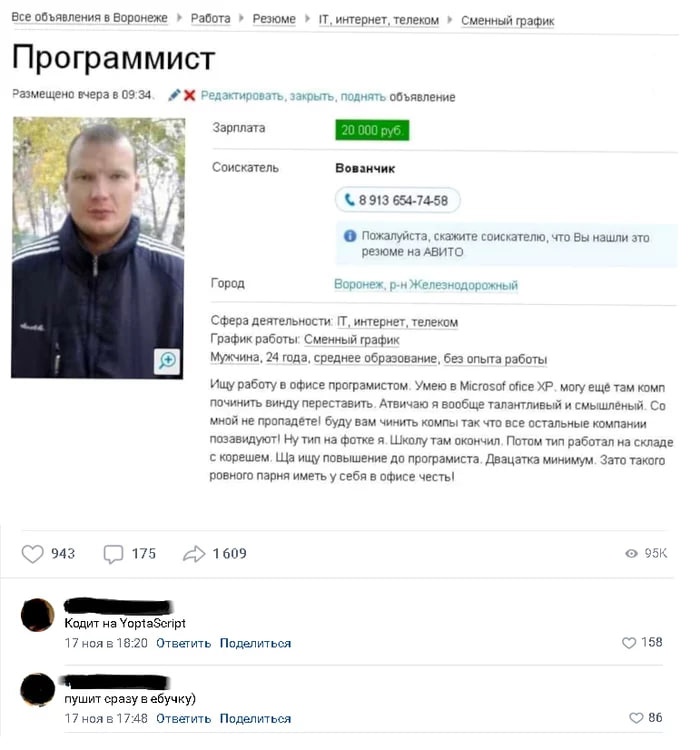 Все объявления в Воронеже › Работа › Резюме › IT, интернет, телеком › Сменный график
Программист
Размещено вчера в 09:34. Редактировать, закрыть, поднять объявление
Зарплата 20 000 руб.
Соискатель Вованчик
8 913 654-74-58
Пожалуйста, скажите соискателю, что Вы нашли это
резюме на АВИТО
Город Воронеж, р-н Железнодорожный
Сфера деятельности: IT, интернет, телеком
График работы: Сменный график
Мужчина, 24 года, среднее образование, без опыта работы
Ищу работу в офисе програмистом. Умею в Microsof ofice XP, могу ещё там комп
починить винду переставить. Атвичаю я вообще талантливый и смышлёный. Со
мной не пропадёте! буду вам чинить компы так что все остальные компании
позавидуют! Ну тип на фотке я. Школу там окончил. Потом тип работал на складе
с корешем. Ща ищу повышение до програмиста. Двацатка минимум. Зато такого
ровного парня иметь у себя в офисе честь!
943 175 1 609 95K
Кодит на YoptaScript
17 ноя в 18:20 Ответить Поделиться 158
пушит сразу в ебучку)
17 ноя в 17:48 Ответить Поделиться 86